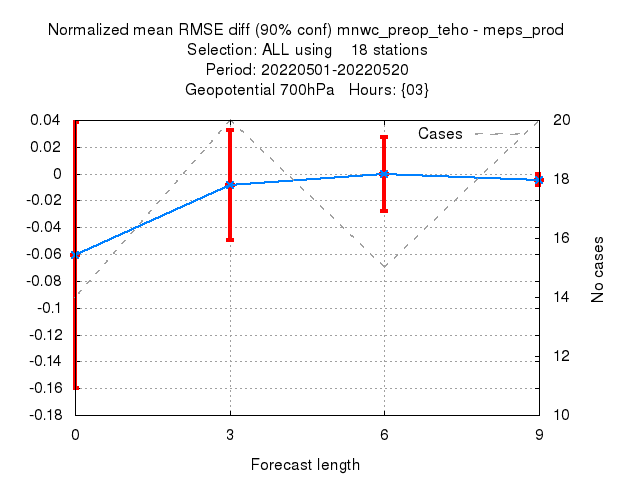 Normalized mean RMSE diff (90% conf) mnwc_preop_teho - meps_prod
Selection: ALL using    18 stations
Period: 20220501-20220520
Geopotential 700hPa   Hours: {03}
Cases
0.04
0.02
0
-0.02
-0.04
-0.06
-0.08
-0.1
-0.12
-0.14
-0.16
-0.18
20
18
16
14
12
10
No cases
0 3 6 9
Forecast length